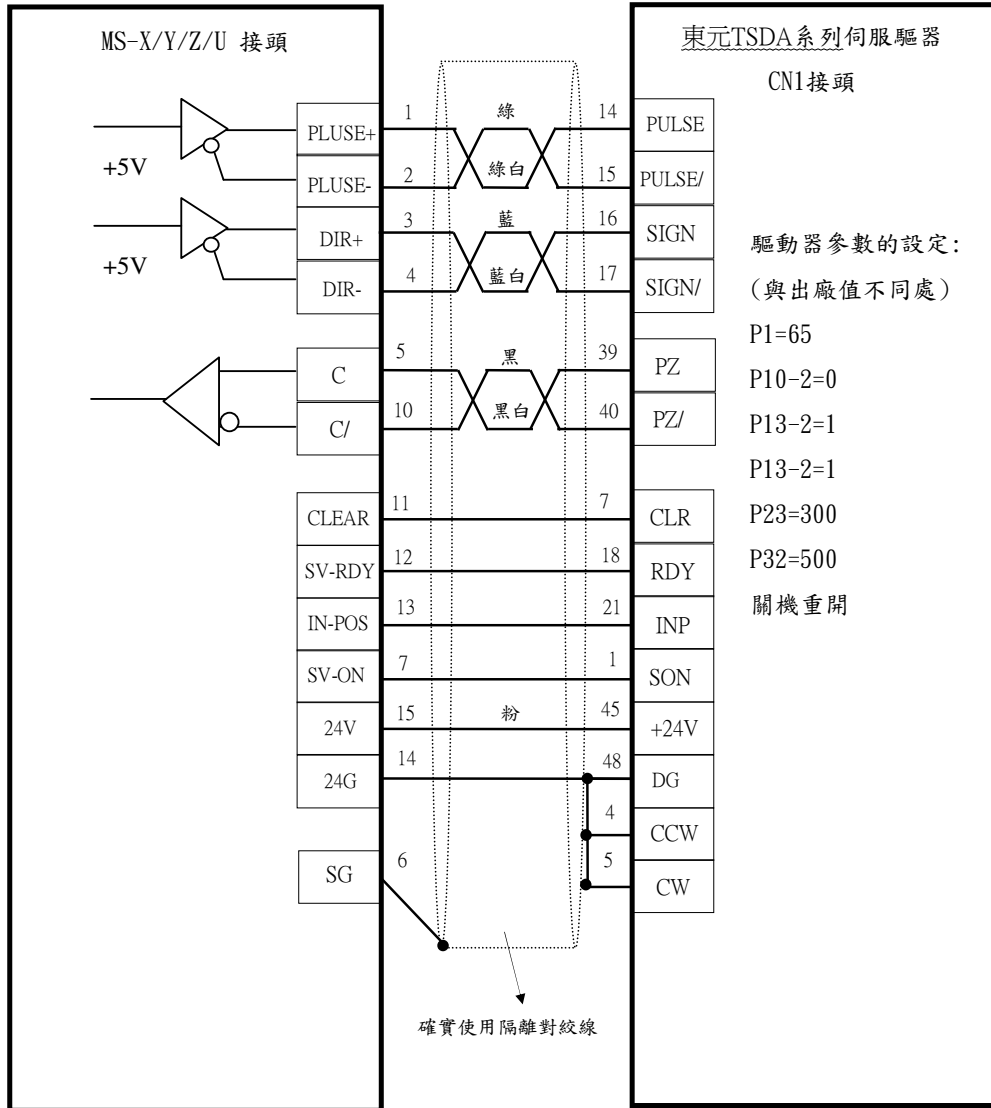 MS-X/Y/Z/U 接頭
東元TSDA系列伺服驅器
CN1接頭
+5V
+5V
PLUSE+
1
綠
14
PULSE
PLUSE-
2
綠白
15
PULSE/
DIR+
3
藍
16
SIGN
DIR-
4
藍白
17
SIGN/
C
5
黑
39
PZ
C/
10
黑白
40
PZ/
CLEAR
11
7
CLR
SV-RDY
12
18
RDY
IN-POS
13
21
INP
SV-ON
7
1
SON
24V
15
粉
45
+24V
24G
14
48
DG
4
CCW
SG
6
5
CW
驅動器參數的設定:
(與出廠值不同處)
P1=65
P10-2=0
P13-2=1
P13-2=1
P23=300
P32=500
關機重開
確實使用隔離對絞線